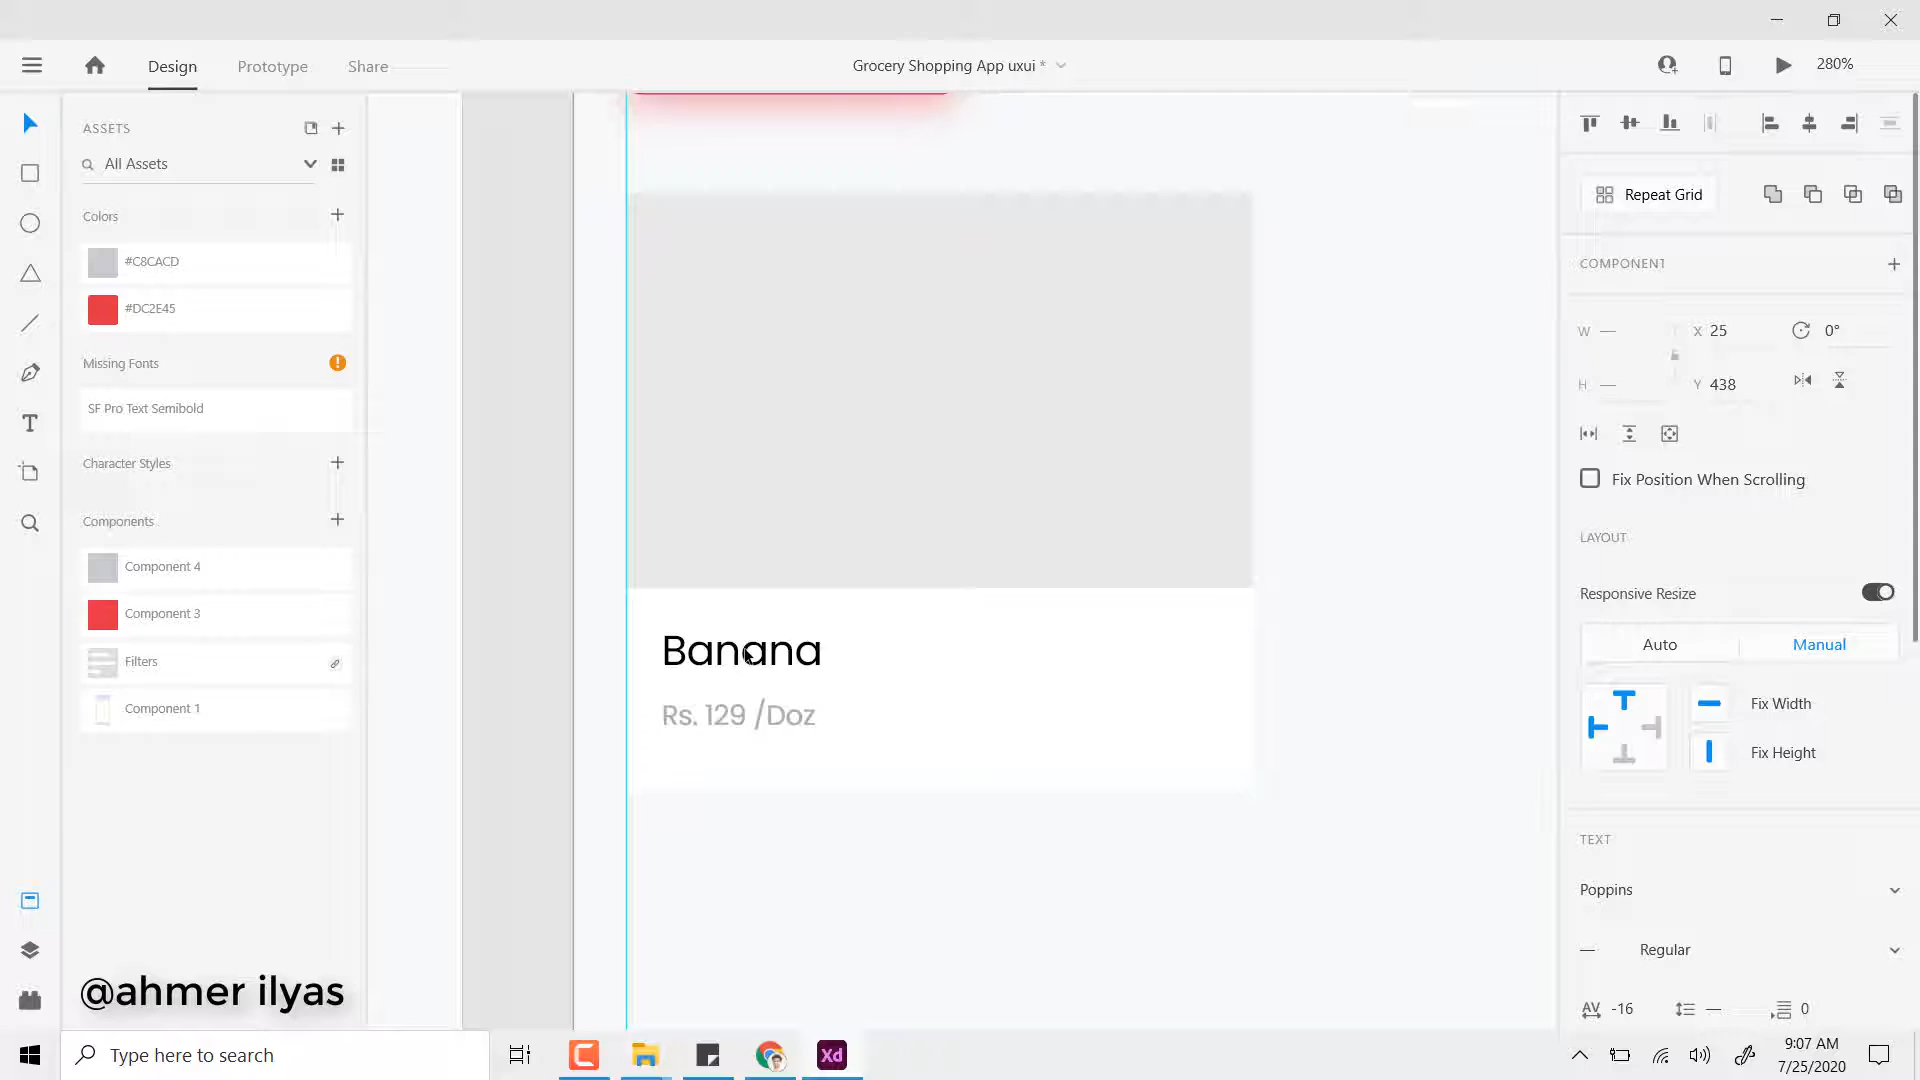 Design
Prototype
Share
Grocery Shopping App uxui *
280%
ASSETS
All Assets
Colors
#C8CACD
#DC2E45
Missing Fonts
SF Pro Text Semibold
Character Styles
Components
Component 4
Component 3
Filters
Component 1
@ahmer ilyas
Banana
Rs. 129 /Doz
Repeat Grid
COMPONENT
W —
X 25
0°
H —
Y 438
Fix Position When Scrolling
LAYOUT
Responsive Resize
Auto
Manual
Fix Width
Fix Height
TEXT
Poppins
— Regular
AV -16
—
0
Type here to search
Xd
9:07 AM
7/25/2020